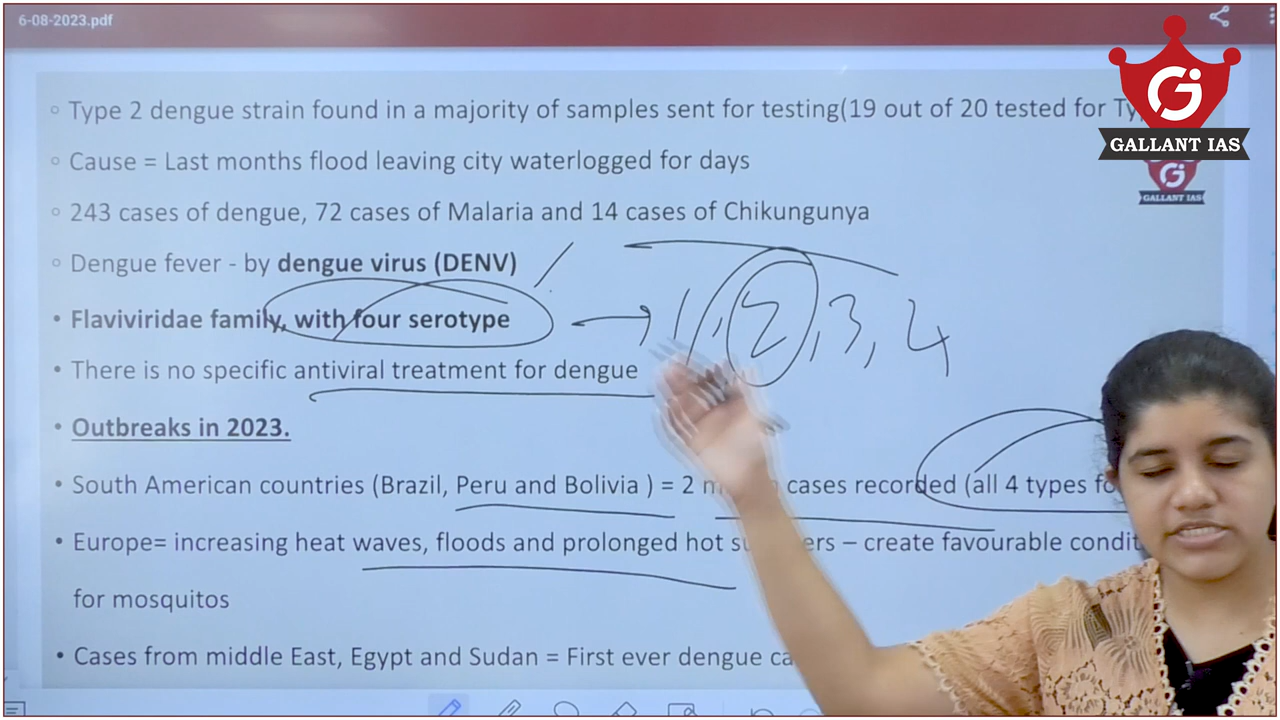 6-08-2023.pdf
GALLANT IAS
GALLANT IAS
○ Type 2 dengue strain found in a majority of samples sent for testing(19 out of 20 tested for
○ Cause = Last months flood leaving city waterlogged for days
○ 243 cases of dengue, 72 cases of Malaria and 14 cases of Chikungunya
○ Dengue fever - by dengue virus (DENV)
• Flaviviridae family, with four serotype
1, 2, 3, 4
• There is no specific antiviral treatment for dengue
• Outbreaks in 2023.
• South American countries (Brazil, Peru and Bolivia ) = 2 cases recorded (all 4 types
• Europe= increasing heat waves, floods and prolonged hot – create favourable
for mosquitos
• Cases from middle East, Egypt and Sudan = First ever dengue